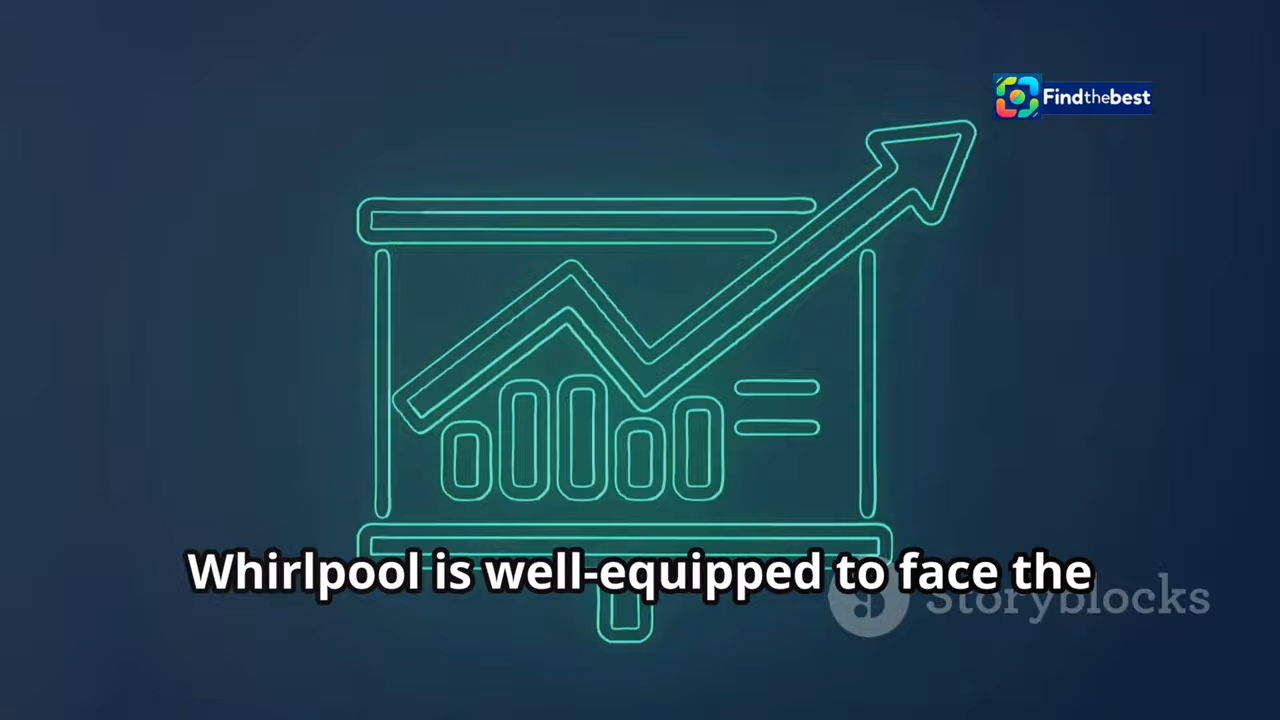 Findthebest
Whirlpool is well-equipped to face the
Storyblocks